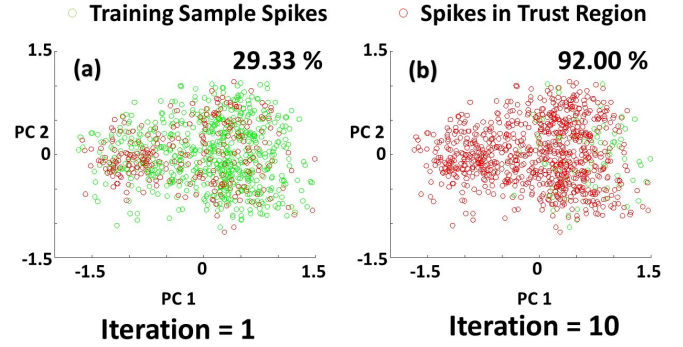 Training Sample Spikes
Spikes in Trust Region
1.5
(a)
29.33 %
PC 2
0
-1.5
-1.5
0
1.5
PC 1
Iteration = 1
1.5
(b)
92.00 %
PC 2
0
-1.5
-1.5
0
1.5
PC 1
Iteration = 10